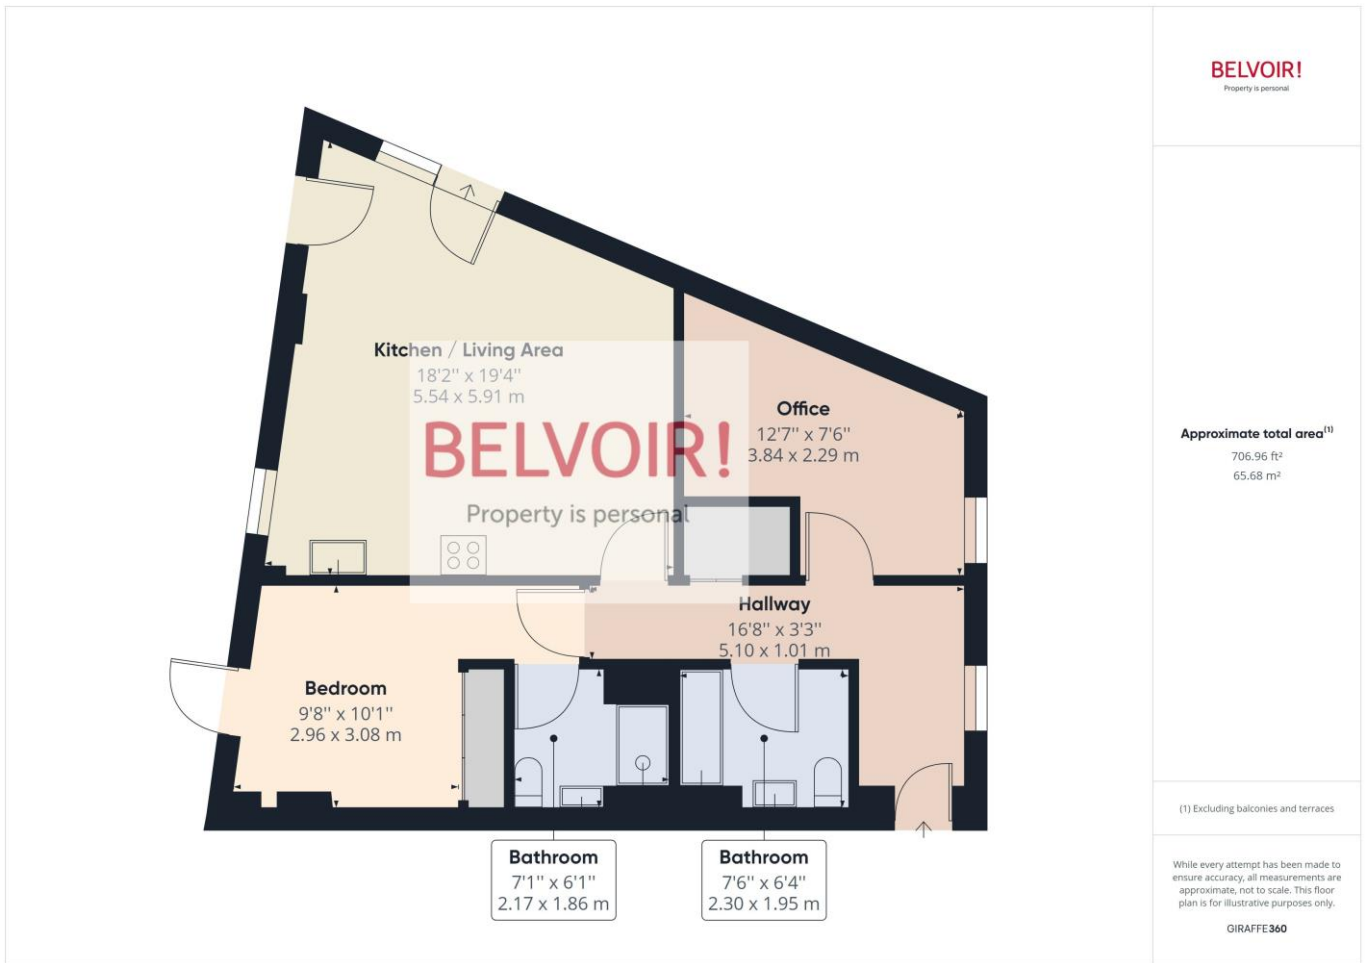 BELVOIR!
Property is personal
Kitchen / Living Area
18'2" x 19'4"
5.54 x 5.91 m
Office
12'7" x 7'6"
3.84 x 2.29 m
BELVOIR!
Property is personal
Hallway
16'8" x 3'3"
5.10 x 1.01 m
Bedroom
9'8" x 10'1"
2.96 x 3.08 m
Bathroom
7'1" x 6'1"
2.17 x 1.86 m
Bathroom
7'6" x 6'4"
2.30 x 1.95 m
Approximate total area(1)
706.96 ft²
65.68 m²
(1) Excluding balconies and terraces
While every attempt has been made to
ensure accuracy, all measurements are
approximate, not to scale. This floor
plan is for illustrative purposes only.
GIRAFFE360